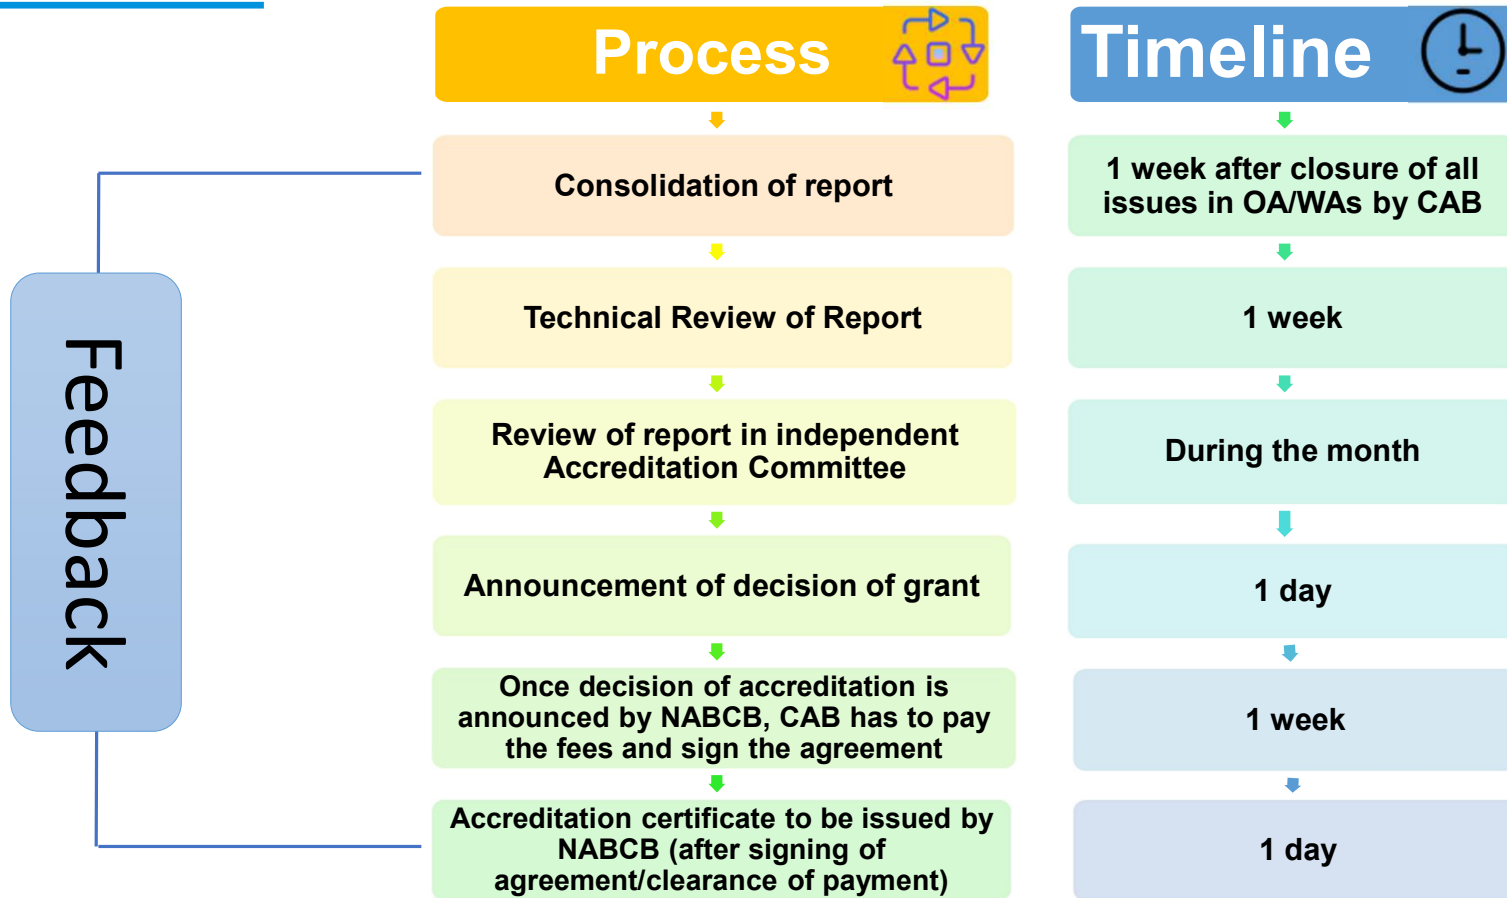 Process
Timeline
Consolidation of report
1 week after closure of all
issues in OA/WAs by CAB
Technical Review of Report
1 week
Review of report in independent
Accreditation Committee
During the month
Announcement of decision of grant
1 day
Once decision of accreditation is
announced by NABCB, CAB has to pay
the fees and sign the agreement
1 week
Accreditation certificate to be issued by
NABCB (after signing of
agreement/clearance of payment)
1 day
Feedback